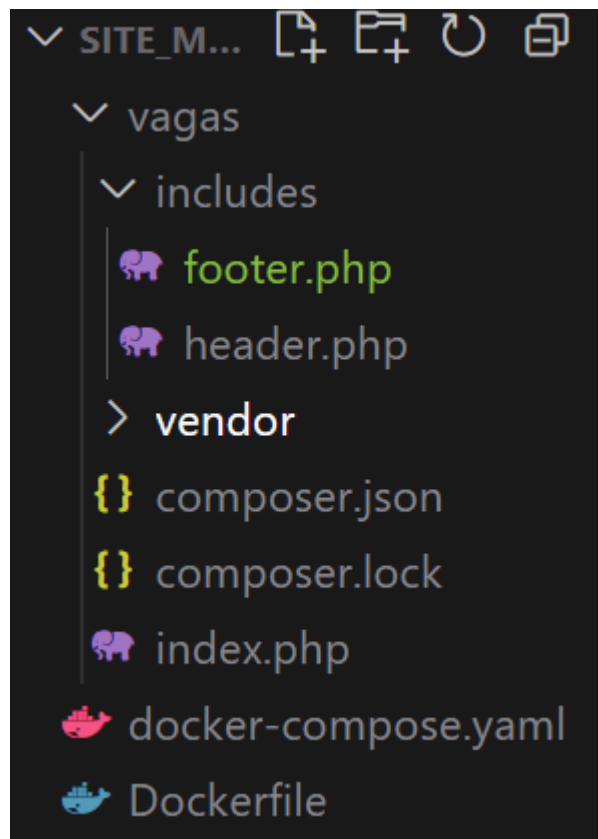 SITE_M...
vagas
includes
footer.php
header.php
vendor
{} composer.json
{} composer.lock
index.php
docker-compose.yaml
Dockerfile